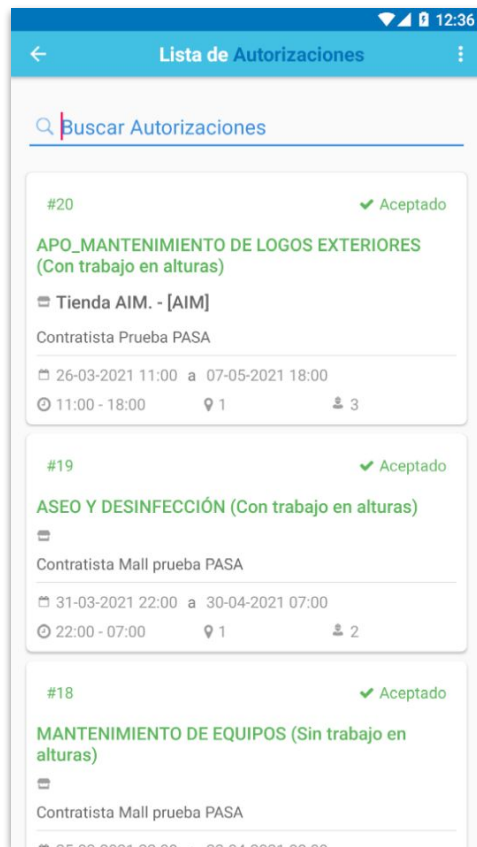 12:36
Lista de Autorizaciones
Buscar Autorizaciones
#20 Aceptado
APO_MANTENIMIENTO DE LOGOS EXTERIORES
(Con trabajo en alturas)
Tienda AIM. - [AIM]
Contratista Prueba PASA
26-03-2021 11:00 a 07-05-2021 18:00
11:00 - 18:00 1 3
#19 Aceptado
ASEO Y DESINFECCIÓN (Con trabajo en alturas)
Contratista Mall prueba PASA
31-03-2021 22:00 a 30-04-2021 07:00
22:00 - 07:00 1 2
#18 Aceptado
MANTENIMIENTO DE EQUIPOS (Sin trabajo en
alturas)
Contratista Mall prueba PASA